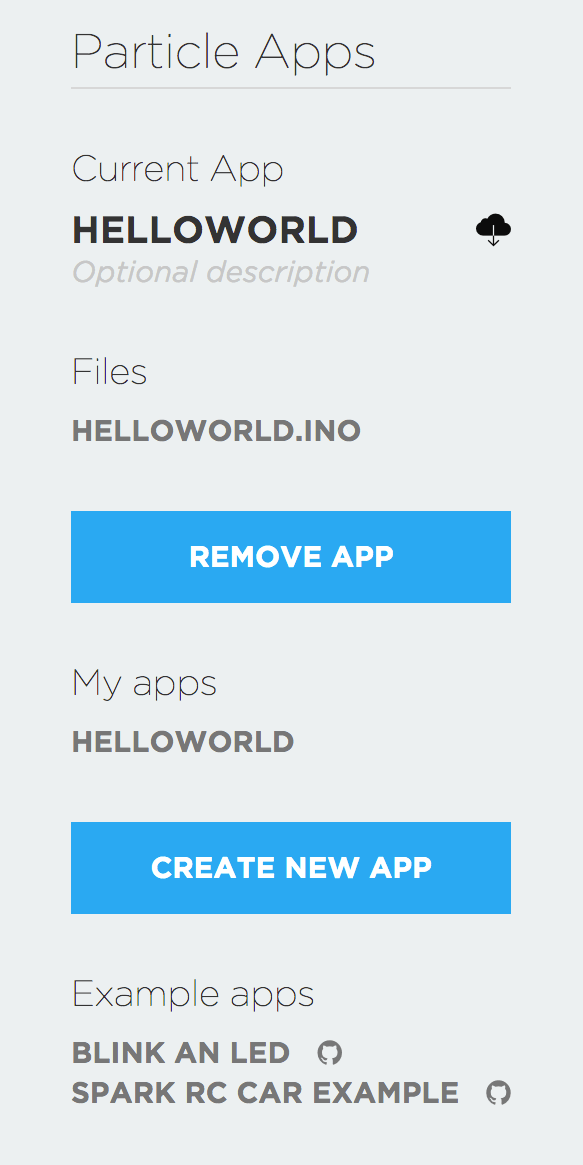 Particle Apps
Current App
HELLOWORLD
Optional description
Files
HELLOWORLD.INO
REMOVE APP
My apps
HELLOWORLD
CREATE NEW APP
Example apps
BLINK AN LED
SPARK RC CAR EXAMPLE